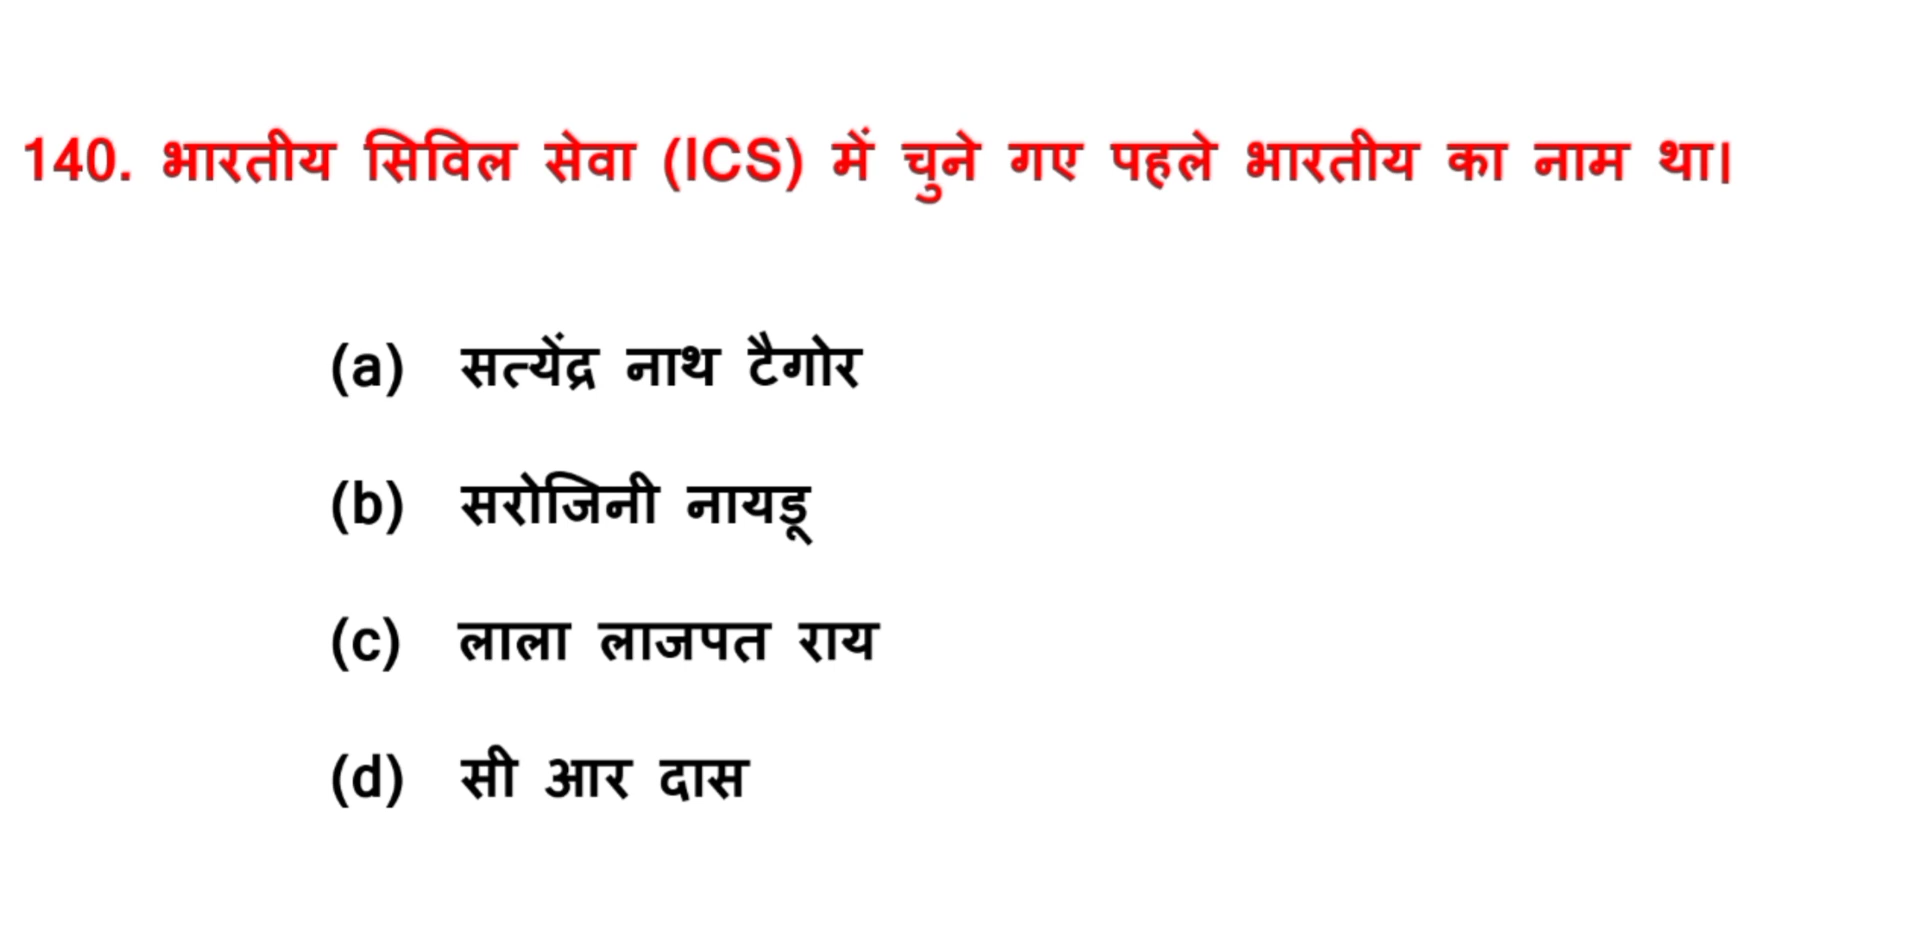 140. भारतीय सिविल सेवा (ICS) में चुने गए पहले भारतीय का नाम था।
(a) सत्येंद्र नाथ टैगोर
(b) सरोजिनी नायडू
(c) लाला लाजपत राय
(d) सी आर दास